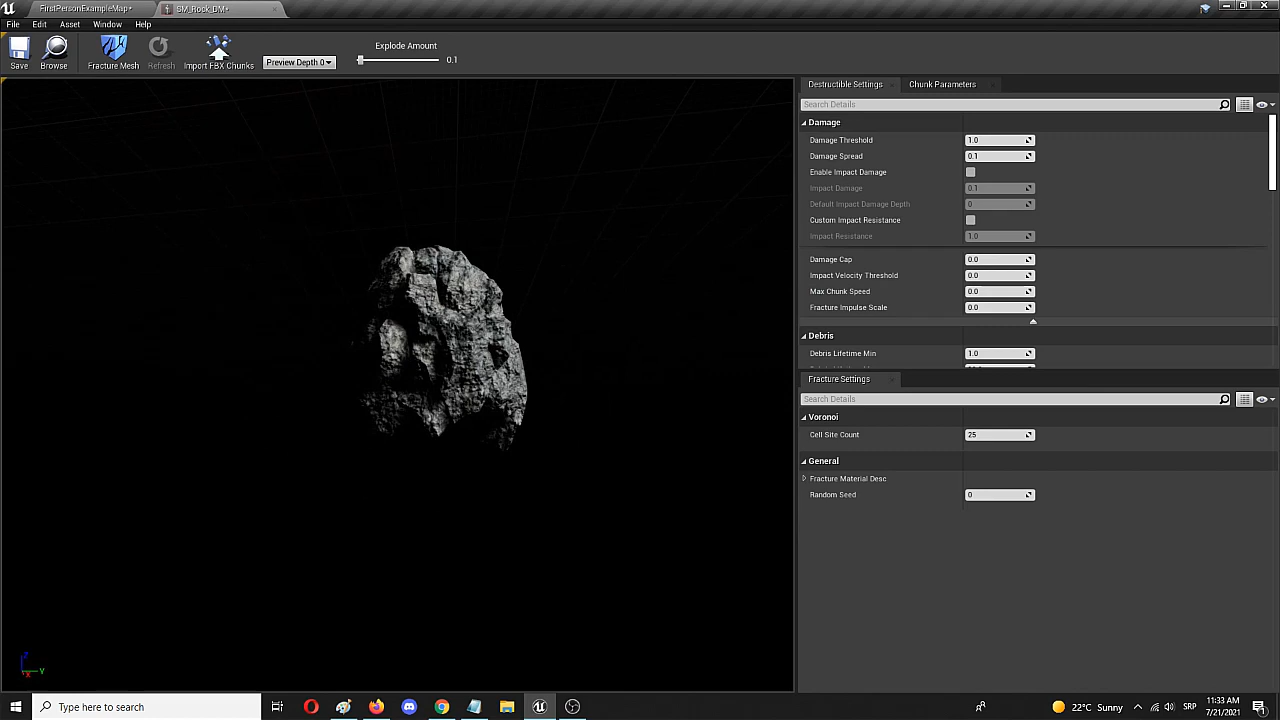 FirstPersonExampleMap*
SM_Rock_DM*
File Edit Asset Window Help
Save
Browse
Fracture Mesh
Refresh
Import FBX Chunks
Preview Depth 0
Explode Amount
0.1
Destructible Settings
Chunk Parameters
Search Details
Damage
Damage Threshold 1.0
Damage Spread 0.1
Enable Impact Damage
Impact Damage 0.1
Default Impact Damage Depth 0
Custom Impact Resistance
Impact Resistance 1.0
Damage Cap 0.0
Impact Velocity Threshold 0.0
Max Chunk Speed 0.0
Fracture Impulse Scale 0.0
Debris
Debris Lifetime Min 1.0
Fracture Settings
Search Details
Voronoi
Cell Site Count 25
General
Fracture Material Desc
Random Seed 0
Z
Y
X
Type here to search
22°C Sunny
SRP
11:33 AM
7/21/2021